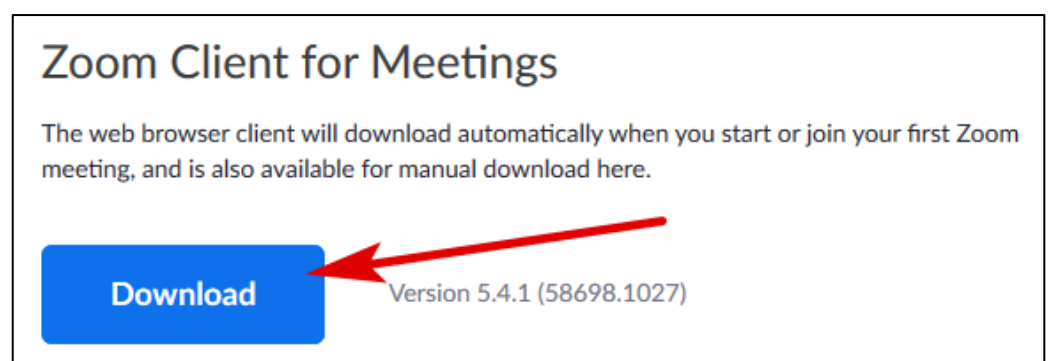 Zoom Client for Meetings
The web browser client will download automatically when you start or join your first Zoom
meeting, and is also available for manual download here.
Download
Version 5.4.1 (58698.1027)